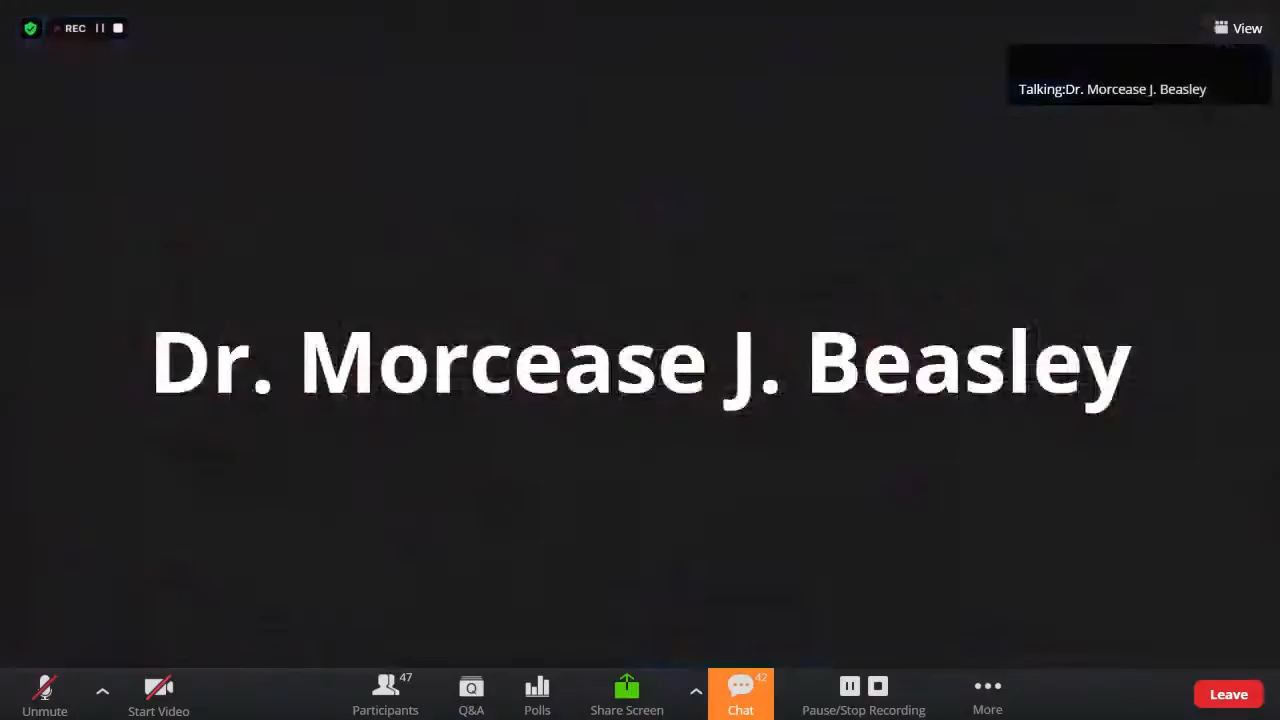 REC
View
Talking:Dr. Morcease J. Beasley
Dr. Morcease J. Beasley
47
42
Unmute
Start Video
Participants
Q&A
Polls
Share Screen
Chat
Pause/Stop Recording
More
Leave